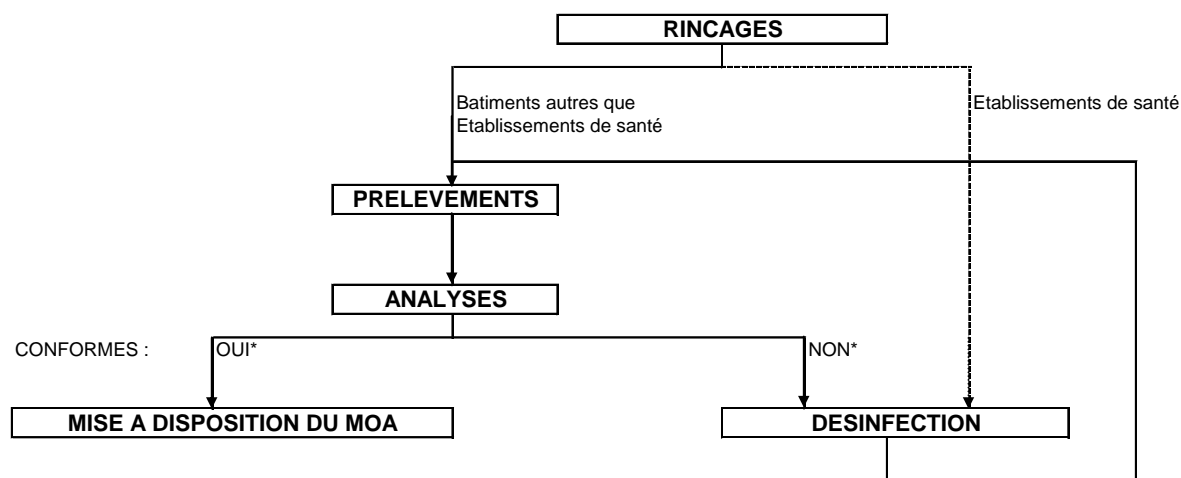 RINCAGES
Batiments autres que
Etablissements de santé
Etablissements de santé
PRELEVEMENTS
ANALYSES
CONFORMES :
OUI*
NON*
MISE A DISPOSITION DU MOA
DESINFECTION